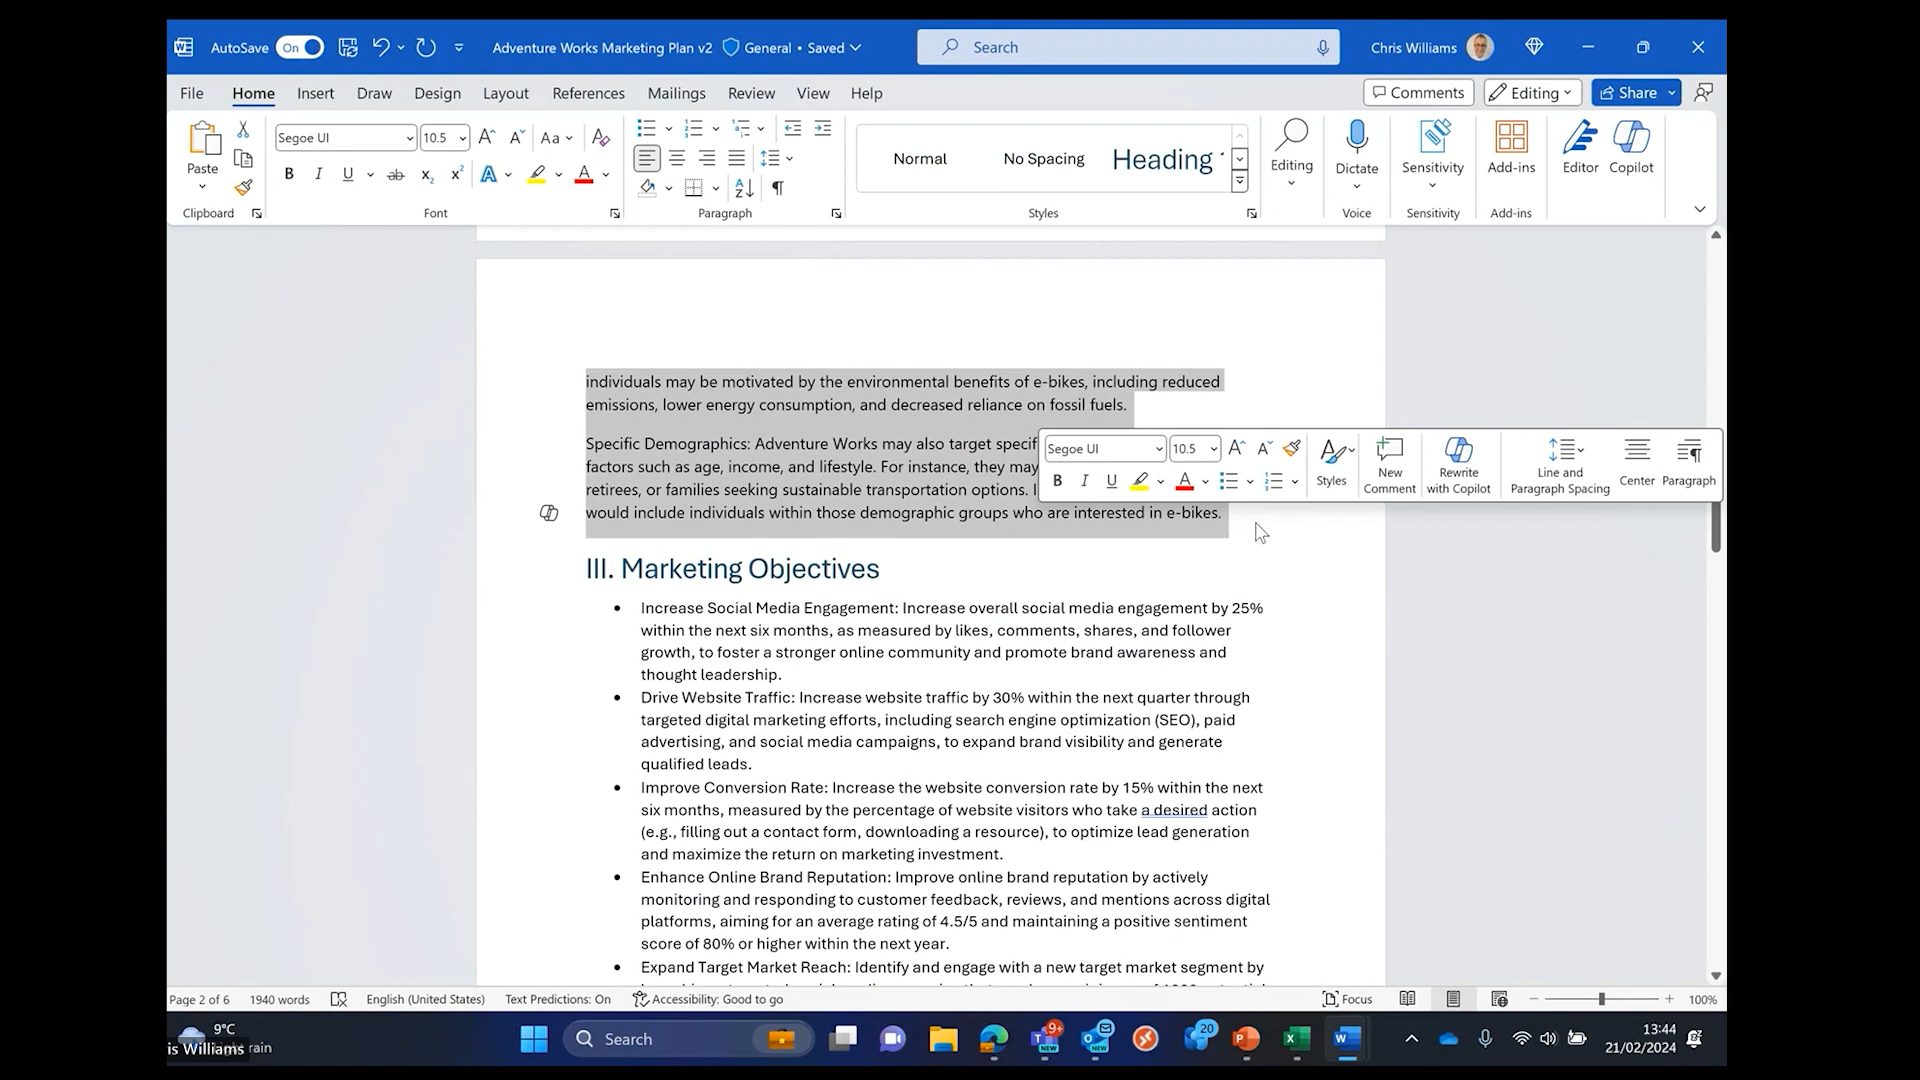 AutoSave On Adventure Works Marketing Plan v2 General • Saved Search Chris Williams
File Home Insert Draw Design Layout References Mailings Review View Help Comments Editing Share
Segoe UI 10.5 Aa
Paste
B I U ab x₂ x² A A
Normal No Spacing Heading
Editing Dictate Sensitivity Add-ins Editor Copilot
Clipboard Font Paragraph Styles Voice Sensitivity Add-ins
individuals may be motivated by the environmental benefits of e-bikes, including reduced
emissions, lower energy consumption, and decreased reliance on fossil fuels.
Specific Demographics: Adventure Works may also target specif
factors such as age, income, and lifestyle. For instance, they may
retirees, or families seeking sustainable transportation options.
would include individuals within those demographic groups who are interested in e-bikes.
Segoe UI 10.5
B I U A
Styles
New
Comment
Rewrite
with Copilot
Line and
Paragraph Spacing
Center
Paragraph
III. Marketing Objectives
• Increase Social Media Engagement: Increase overall social media engagement by 25%
within the next six months, as measured by likes, comments, shares, and follower
growth, to foster a stronger online community and promote brand awareness and
thought leadership.
• Drive Website Traffic: Increase website traffic by 30% within the next quarter through
targeted digital marketing efforts, including search engine optimization (SEO), paid
advertising, and social media campaigns, to expand brand visibility and generate
qualified leads.
• Improve Conversion Rate: Increase the website conversion rate by 15% within the next
six months, measured by the percentage of website visitors who take a desired action
(e.g., filling out a contact form, downloading a resource), to optimize lead generation
and maximize the return on marketing investment.
• Enhance Online Brand Reputation: Improve online brand reputation by actively
monitoring and responding to customer feedback, reviews, and mentions across digital
platforms, aiming for an average rating of 4.5/5 and maintaining a positive sentiment
score of 80% or higher within the next year.
• Expand Target Market Reach: Identify and engage with a new target market segment by
Page 2 of 6 1940 words English (United States) Text Predictions: On Accessibility: Good to go Focus 100%
9°C
is Williams rain
Search
NEW 9+ NEW 20
13:44
21/02/2024